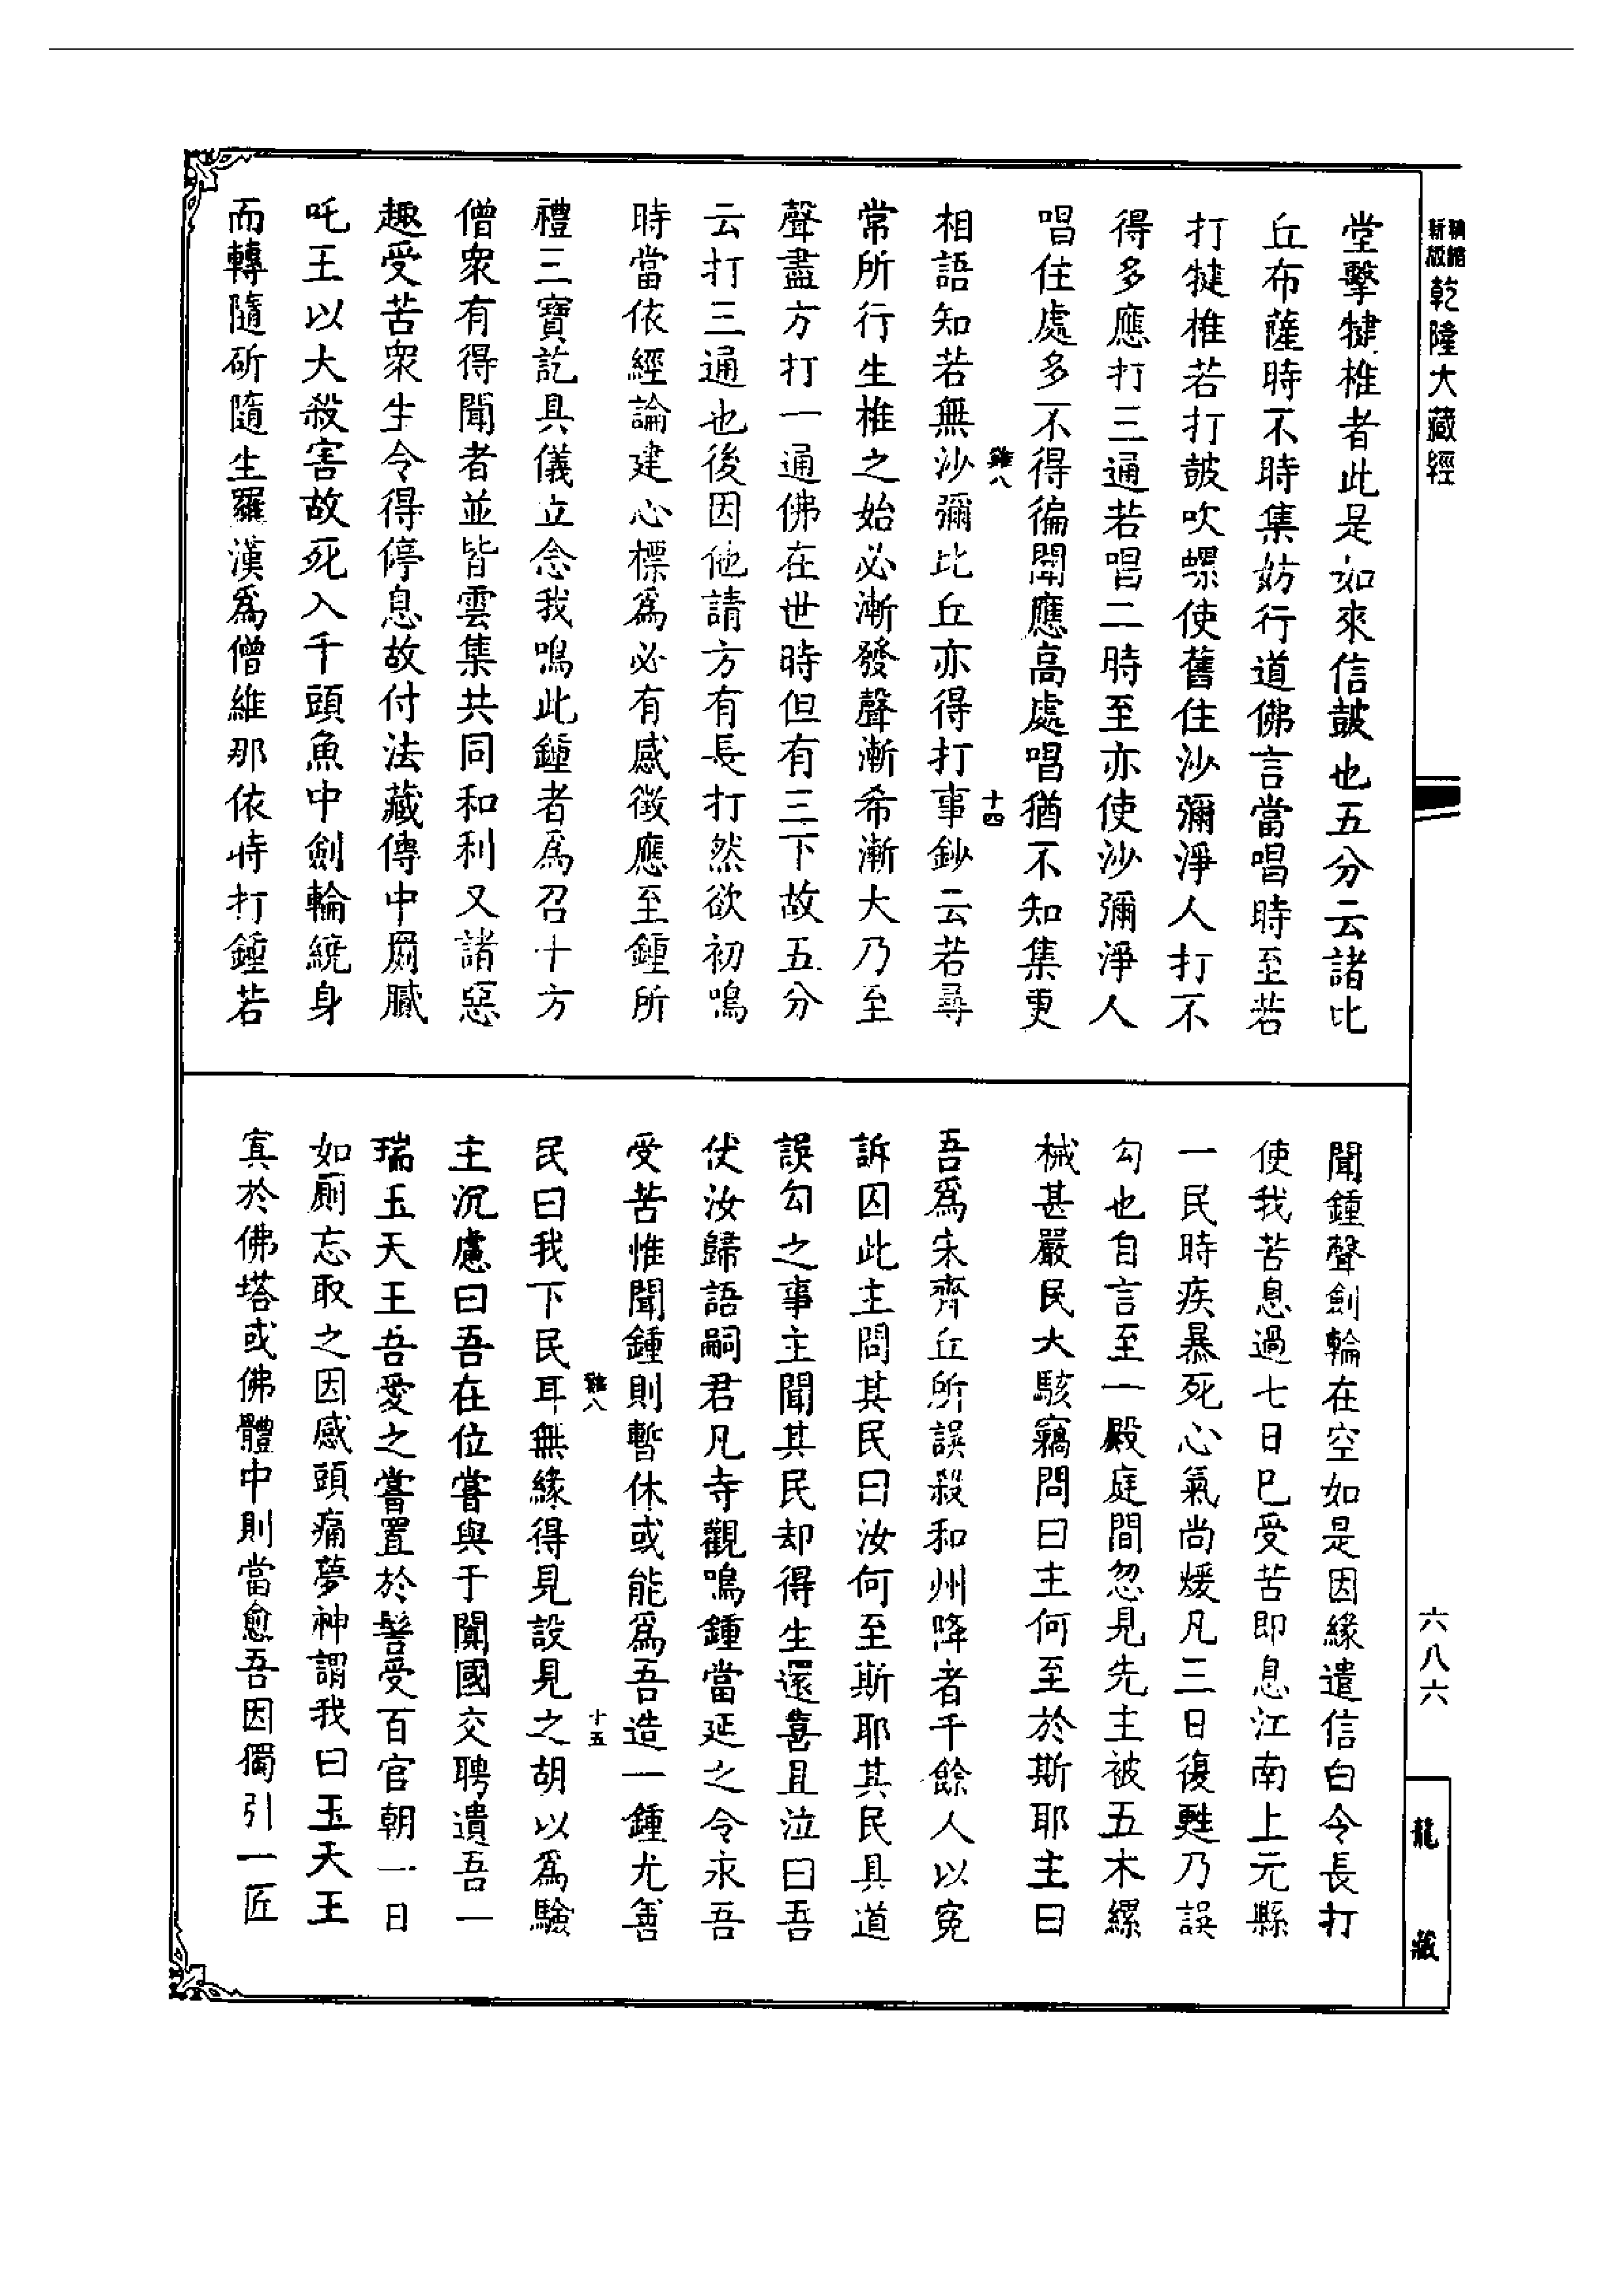 精縮
新版
乾隆大藏經
堂擊犍椎者此是如來信鼓也五分云諸比
丘布薩時不時集妨行道佛言當唱時至若
打犍椎若打鼓吹螺使舊住沙彌淨人打不
得多應打三通若唱二時至亦使沙彌淨人
唱住處多不得徧聞應高處唱猶不知集更
雞八
十四
相語知若無沙彌比丘亦得打事鈔云若尋
常所行生椎之始必漸發聲漸希漸大乃至
聲盡方打一通佛在世時但有三下故五分
云打三通也後因他請方有長打然欲初鳴
時當依經論建心標為必有感徵應至鍾所
禮三寶訖具儀立念我鳴此鍾者為召十方
僧眾有得聞者並皆雲集共同和利又諸惡
趣受苦眾生令得停息故付法藏傳中罽膩
吒王以大殺害故死入千頭魚中劍輪繞身
而轉隨斫隨生羅漢為僧維那依時打鍾若
六八六
龍藏
聞鍾聲劍輪在空如是因緣遣信白令長打
使我苦息過七日已受苦即息江南上元縣
一民時疾暴死心氣尚煖凡三日復甦乃誤
勾也自言至一殿庭間忽見先主被五木縲
械甚嚴民大駭竊問曰主何至於斯耶主曰
吾為宋齊丘所誤殺和州降者千餘人以寃
訴囚此主問其民曰汝何至斯耶其民具道
誤勾之事主聞其民却得生還喜且泣曰吾
伏汝歸語嗣君凡寺觀鳴鍾當延之令永吾
受苦惟聞鍾則暫休或能為吾造一鍾尤善
雞八
十五
民曰我下民耳無緣得見設見之胡以為驗
主沉慮曰吾在位嘗與于闐國交聘遺吾一
瑞玉天王吾愛之嘗置於髻受百官朝一日
如廁忘取之因感頭痛夢神謂我曰玉天王
寘於佛塔或佛體中則當愈吾因獨引一匠